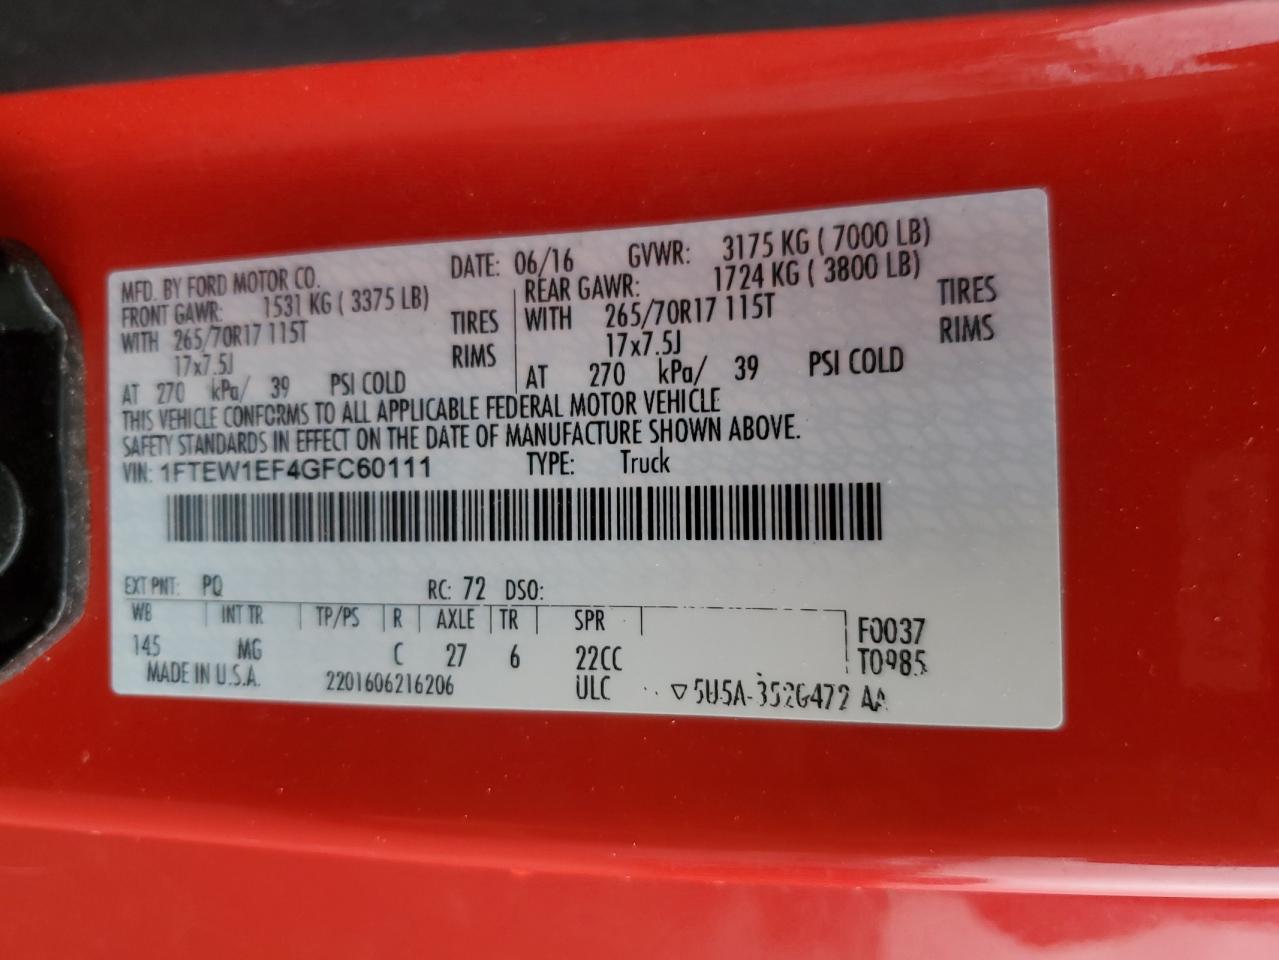 MFD. BY FORD MOTOR CO. DATE: 06/16 GVWR: 3175 KG ( 7000 LB)
FRONT GAWR: 1531 KG ( 3375 LB) REAR GAWR: 1724 KG ( 3800 LB)
WITH 265/70R17 115T TIRES WITH 265/70R17 115T TIRES
17x7.5J RIMS 17x7.5J RIMS
AT 270 kPa/ 39 PSI COLD AT 270 kPa/ 39 PSI COLD
THIS VEHICLE CONFORMS TO ALL APPLICABLE FEDERAL MOTOR VEHICLE
SAFETY STANDARDS IN EFFECT ON THE DATE OF MANUFACTURE SHOWN ABOVE.
VIN: 1FTEW1EF4GFC60111 TYPE: Truck
EXT PNT: PQ RC: 72 DSO:
WB INT TR TP/PS R AXLE TR SPR F0037
145 MG C 27 6 22CC T0985
MADE IN U.S.A. 2201606216206 ULC 5U5A-3520472 AA